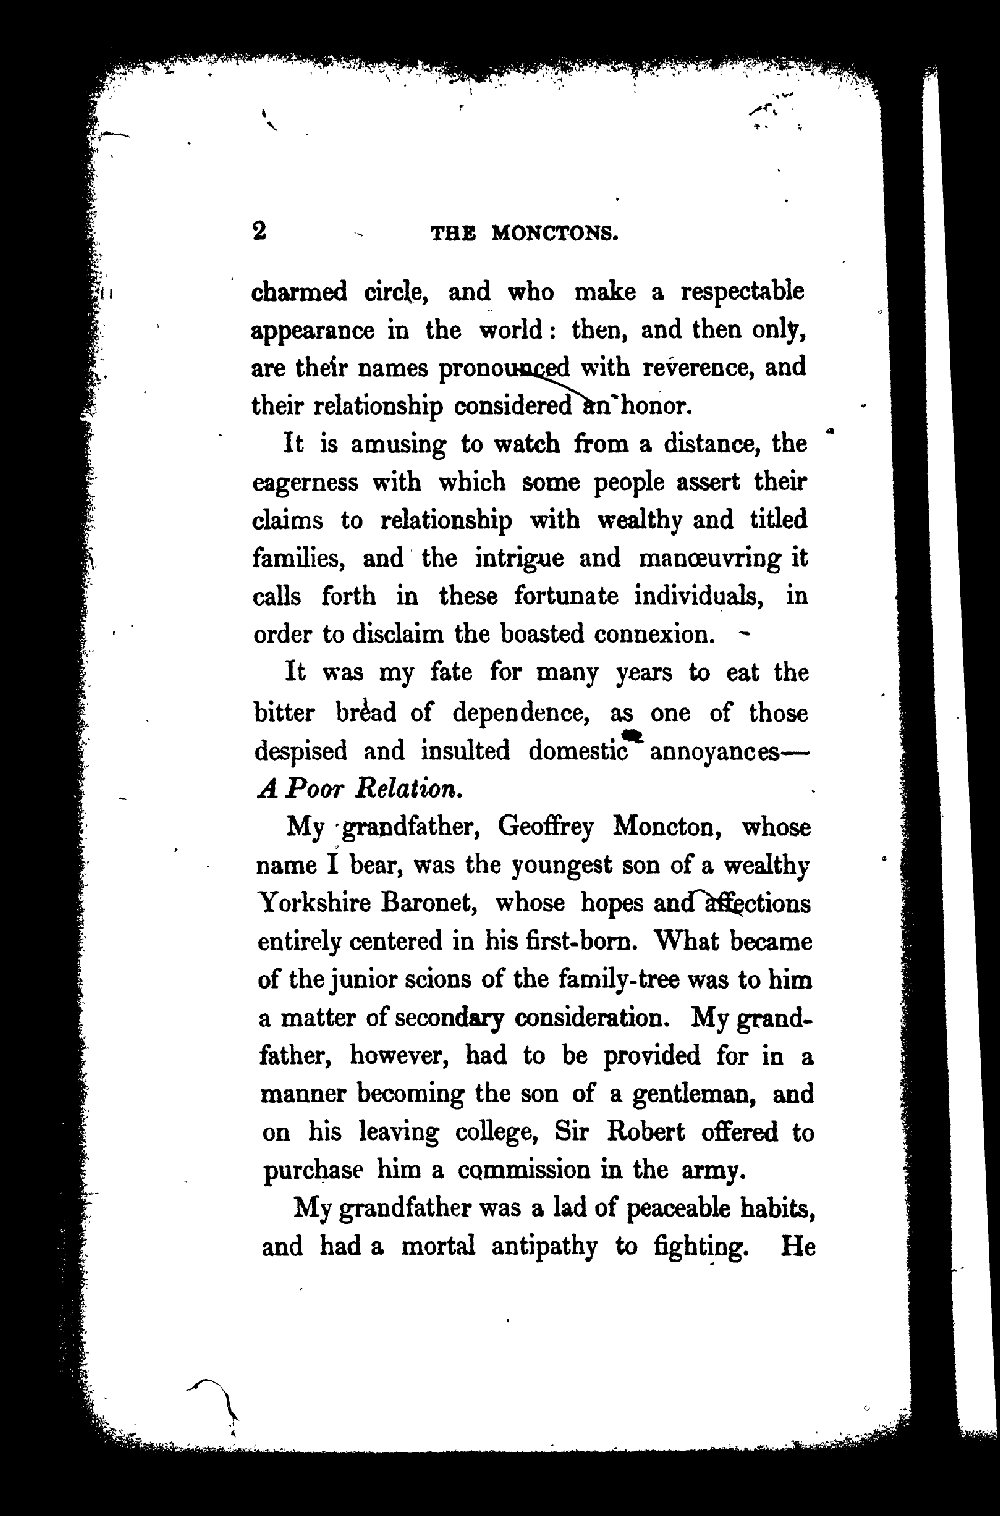 2 THE MONCTONS.
charmed circle, and who make a respectable
appearance in the world : then, and then only,
are their names pronounced with reverence, and
their relationship considered an honor.
It is amusing to watch from a distance, the
eagerness with which some people assert their
claims to relationship with wealthy and titled
families, and the intrigue and manœuvring it
calls forth in these fortunate individuals, in
order to disclaim the boasted connexion.
It was my fate for many years to eat the
bitter bread of dependence, as one of those
despised and insulted domestic annoyances—
A Poor Relation.
My grandfather, Geoffrey Moncton, whose
name I bear, was the youngest son of a wealthy
Yorkshire Baronet, whose hopes and affections
entirely centered in his first-born. What became
of the junior scions of the family-tree was to him
a matter of secondary consideration. My grand-
father, however, had to be provided for in a
manner becoming the son of a gentleman, and
on his leaving college, Sir Robert offered to
purchase him a commission in the army.
My grandfather was a lad of peaceable habits,
and had a mortal antipathy to fighting. He